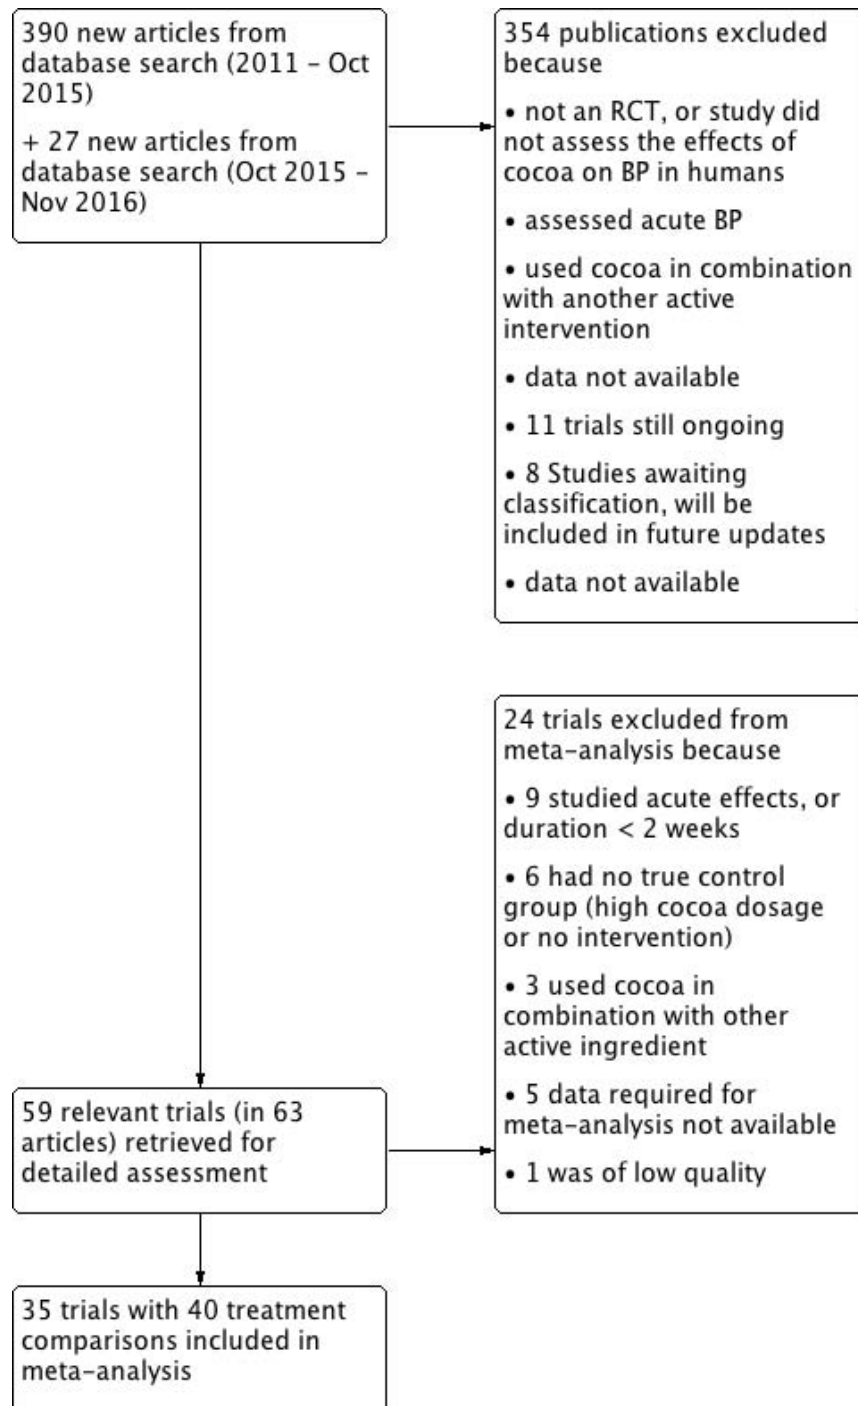 390 new articles from
database search (2011 – Oct
2015)
+ 27 new articles from
database search (Oct 2015 –
Nov 2016)
354 publications excluded
because
• not an RCT, or study did
not assess the effects of
cocoa on BP in humans
• assessed acute BP
• used cocoa in combination
with another active
intervention
• data not available
• 11 trials still ongoing
• 8 Studies awaiting
classification, will be
included in future updates
• data not available
24 trials excluded from
meta-analysis because
• 9 studied acute effects, or
duration < 2 weeks
• 6 had no true control
group (high cocoa dosage
or no intervention)
• 3 used cocoa in
combination with other
active ingredient
• 5 data required for
meta-analysis not available
• 1 was of low quality
59 relevant trials (in 63
articles) retrieved for
detailed assessment
35 trials with 40 treatment
comparisons included in
meta-analysis